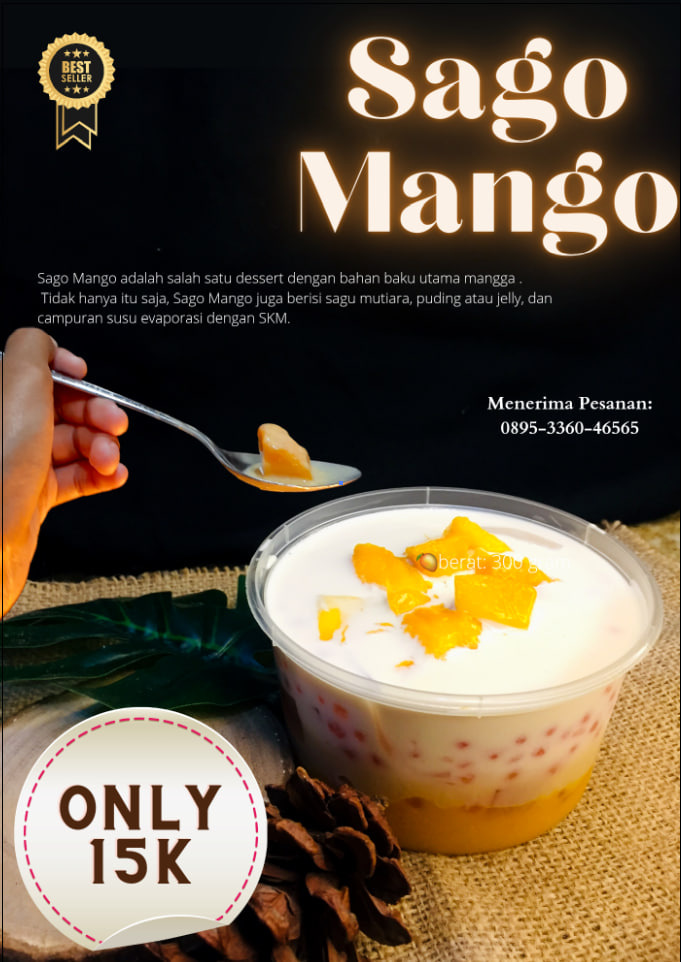 BEST
SELLER
Sago
Mango
Sago Mango adalah salah satu dessert dengan bahan baku utama mangga .
Tidak hanya itu saja, Sago Mango juga berisi sagu mutiara, puding atau jelly, dan
campuran susu evaporasi dengan SKM.
Menerima Pesanan:
0895-3360-46565
berat: 300 gram
ONLY
15K